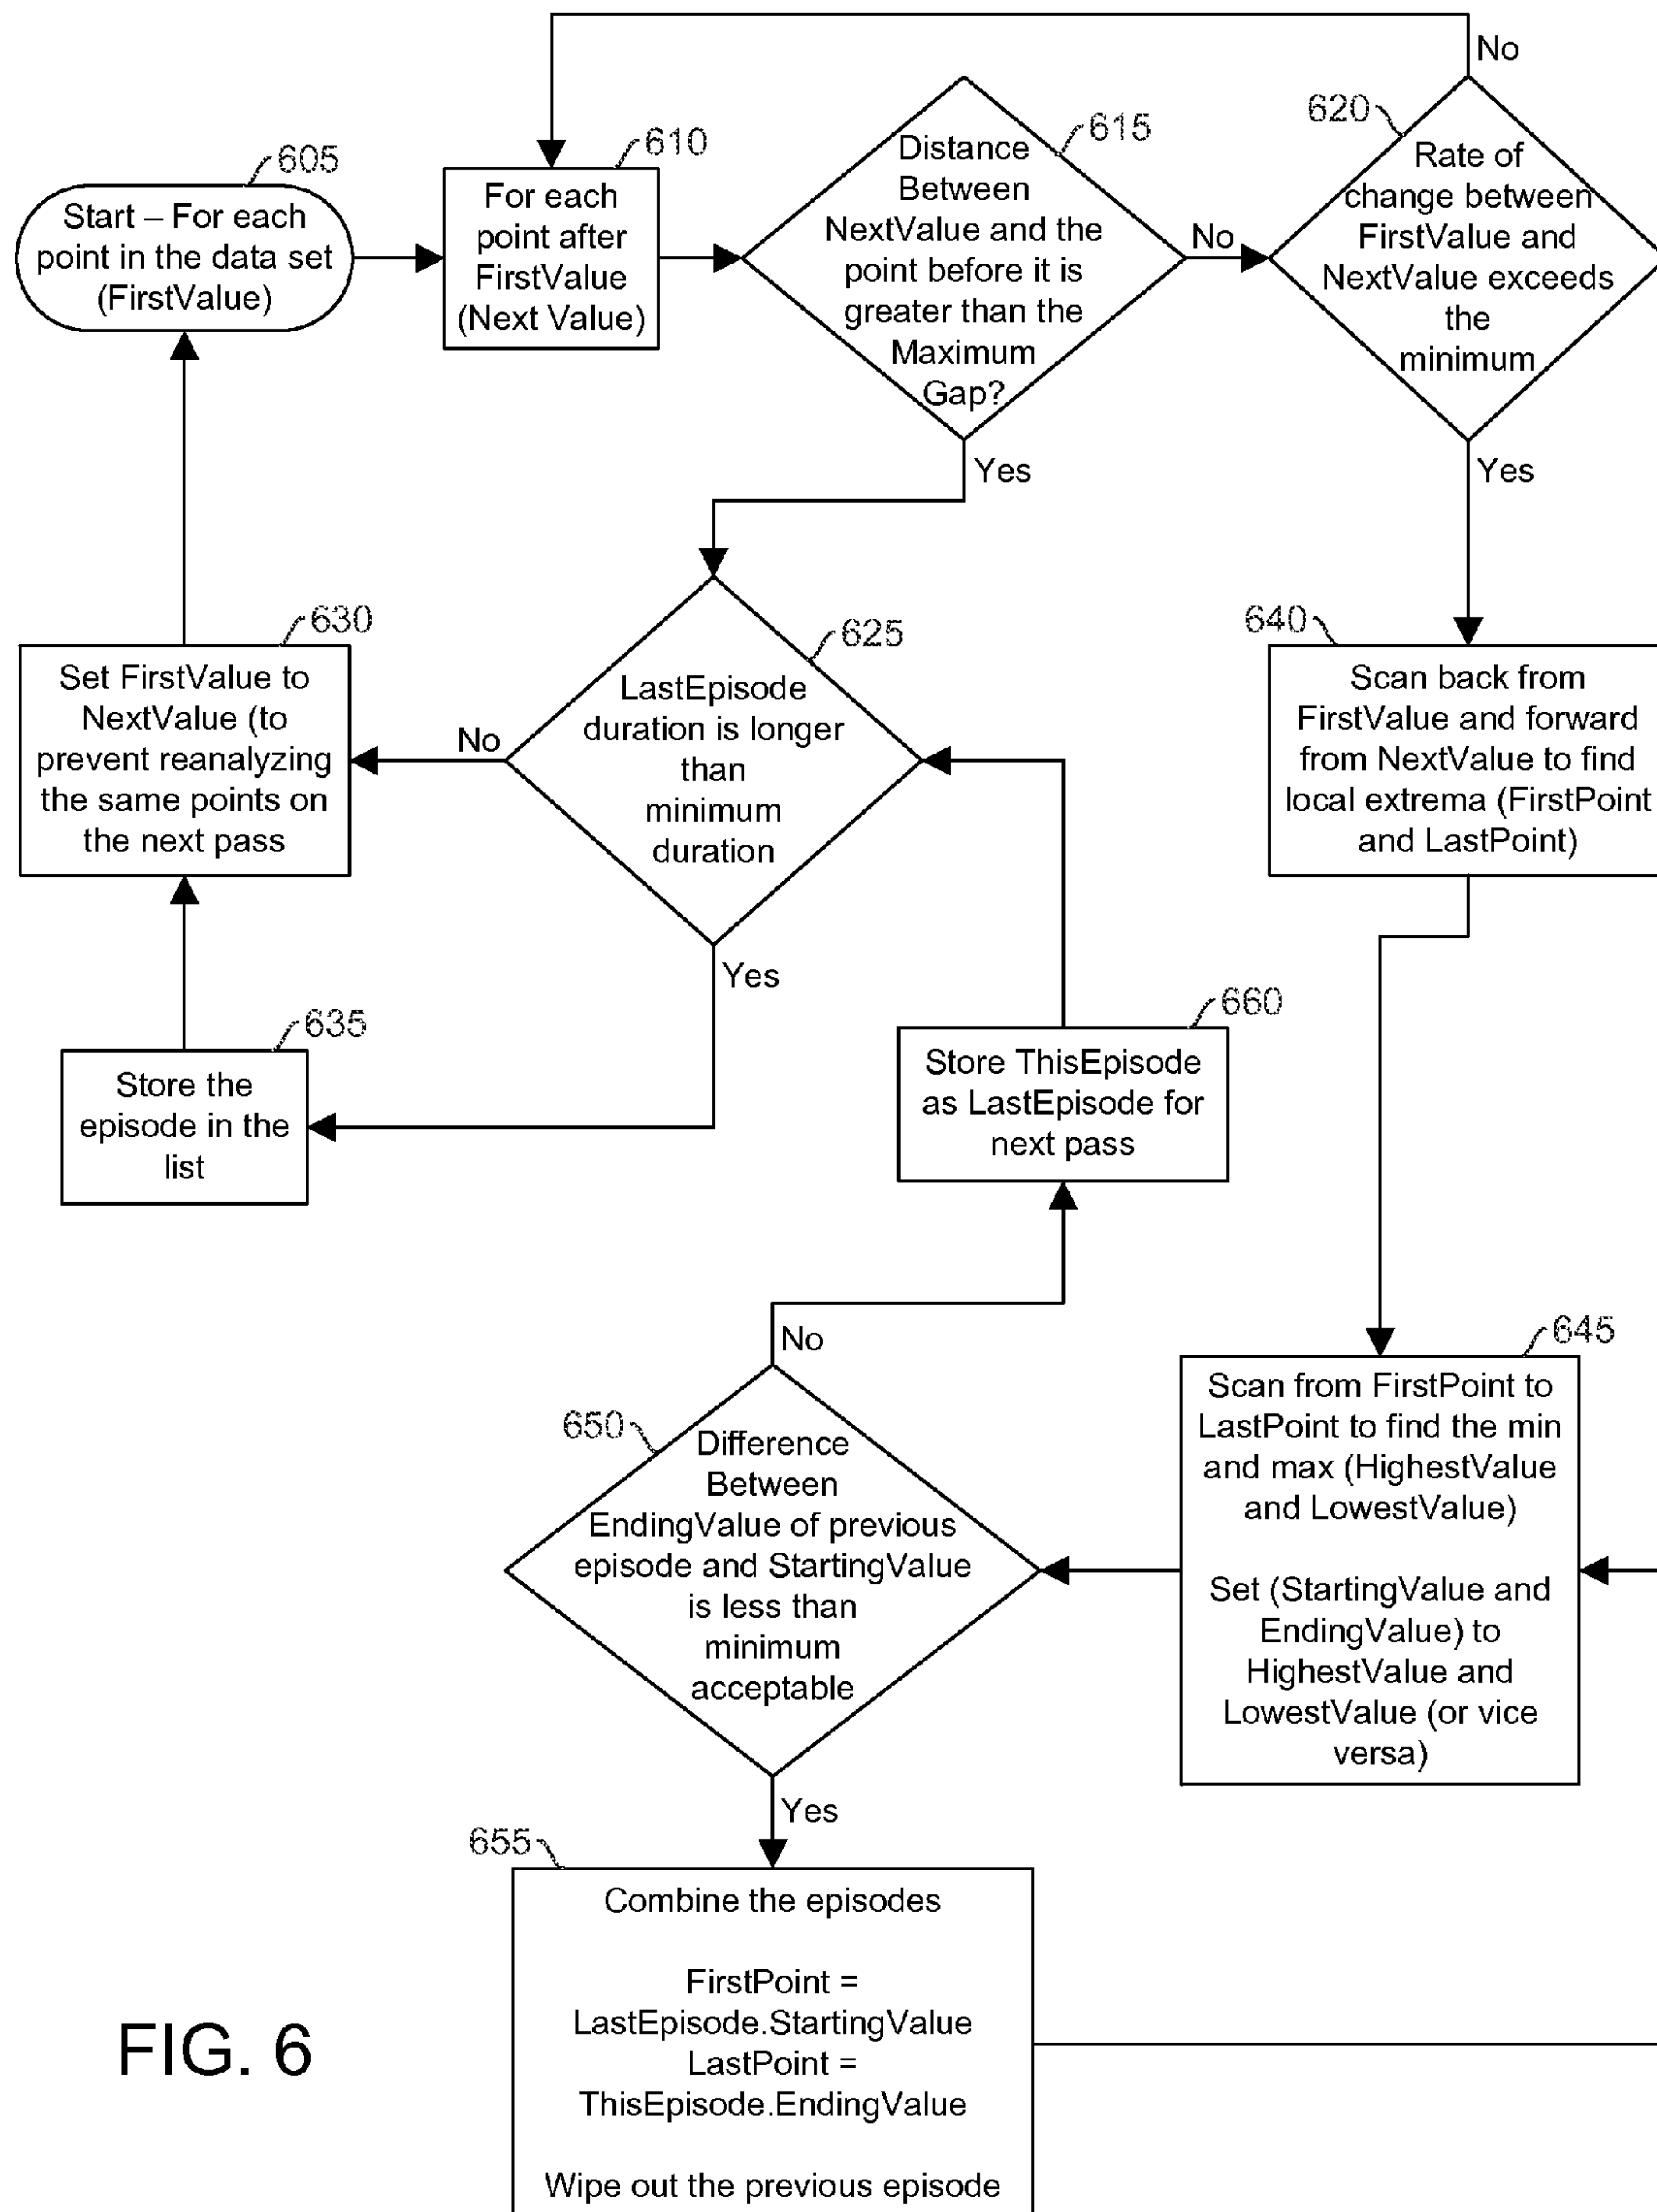 No
605
Start – For each
point in the data set
(FirstValue)
610
For each
point after
FirstValue
(Next Value)
615
Distance
Between
NextValue and the
point before it is
greater than the
Maximum
Gap?
No
Yes
620
Rate of
change between
FirstValue and
NextValue exceeds
the
minimum
Yes
630
Set FirstValue to
NextValue (to
prevent reanalyzing
the same points on
the next pass
No
625
LastEpisode
duration is longer
than
minimum
duration
Yes
640
Scan back from
FirstValue and forward
from NextValue to find
local extrema (FirstPoint
and LastPoint)
635
Store the
episode in the
list
660
Store ThisEpisode
as LastEpisode for
next pass
No
650
Difference
Between
EndingValue of previous
episode and StartingValue
is less than
minimum
acceptable
Yes
645
Scan from FirstPoint to
LastPoint to find the min
and max (HighestValue
and LowestValue)
Set (StartingValue and
EndingValue) to
HighestValue and
LowestValue (or vice
versa)
655
Combine the episodes
FirstPoint =
LastEpisode.StartingValue
LastPoint =
ThisEpisode.EndingValue
Wipe out the previous episode
FIG. 6